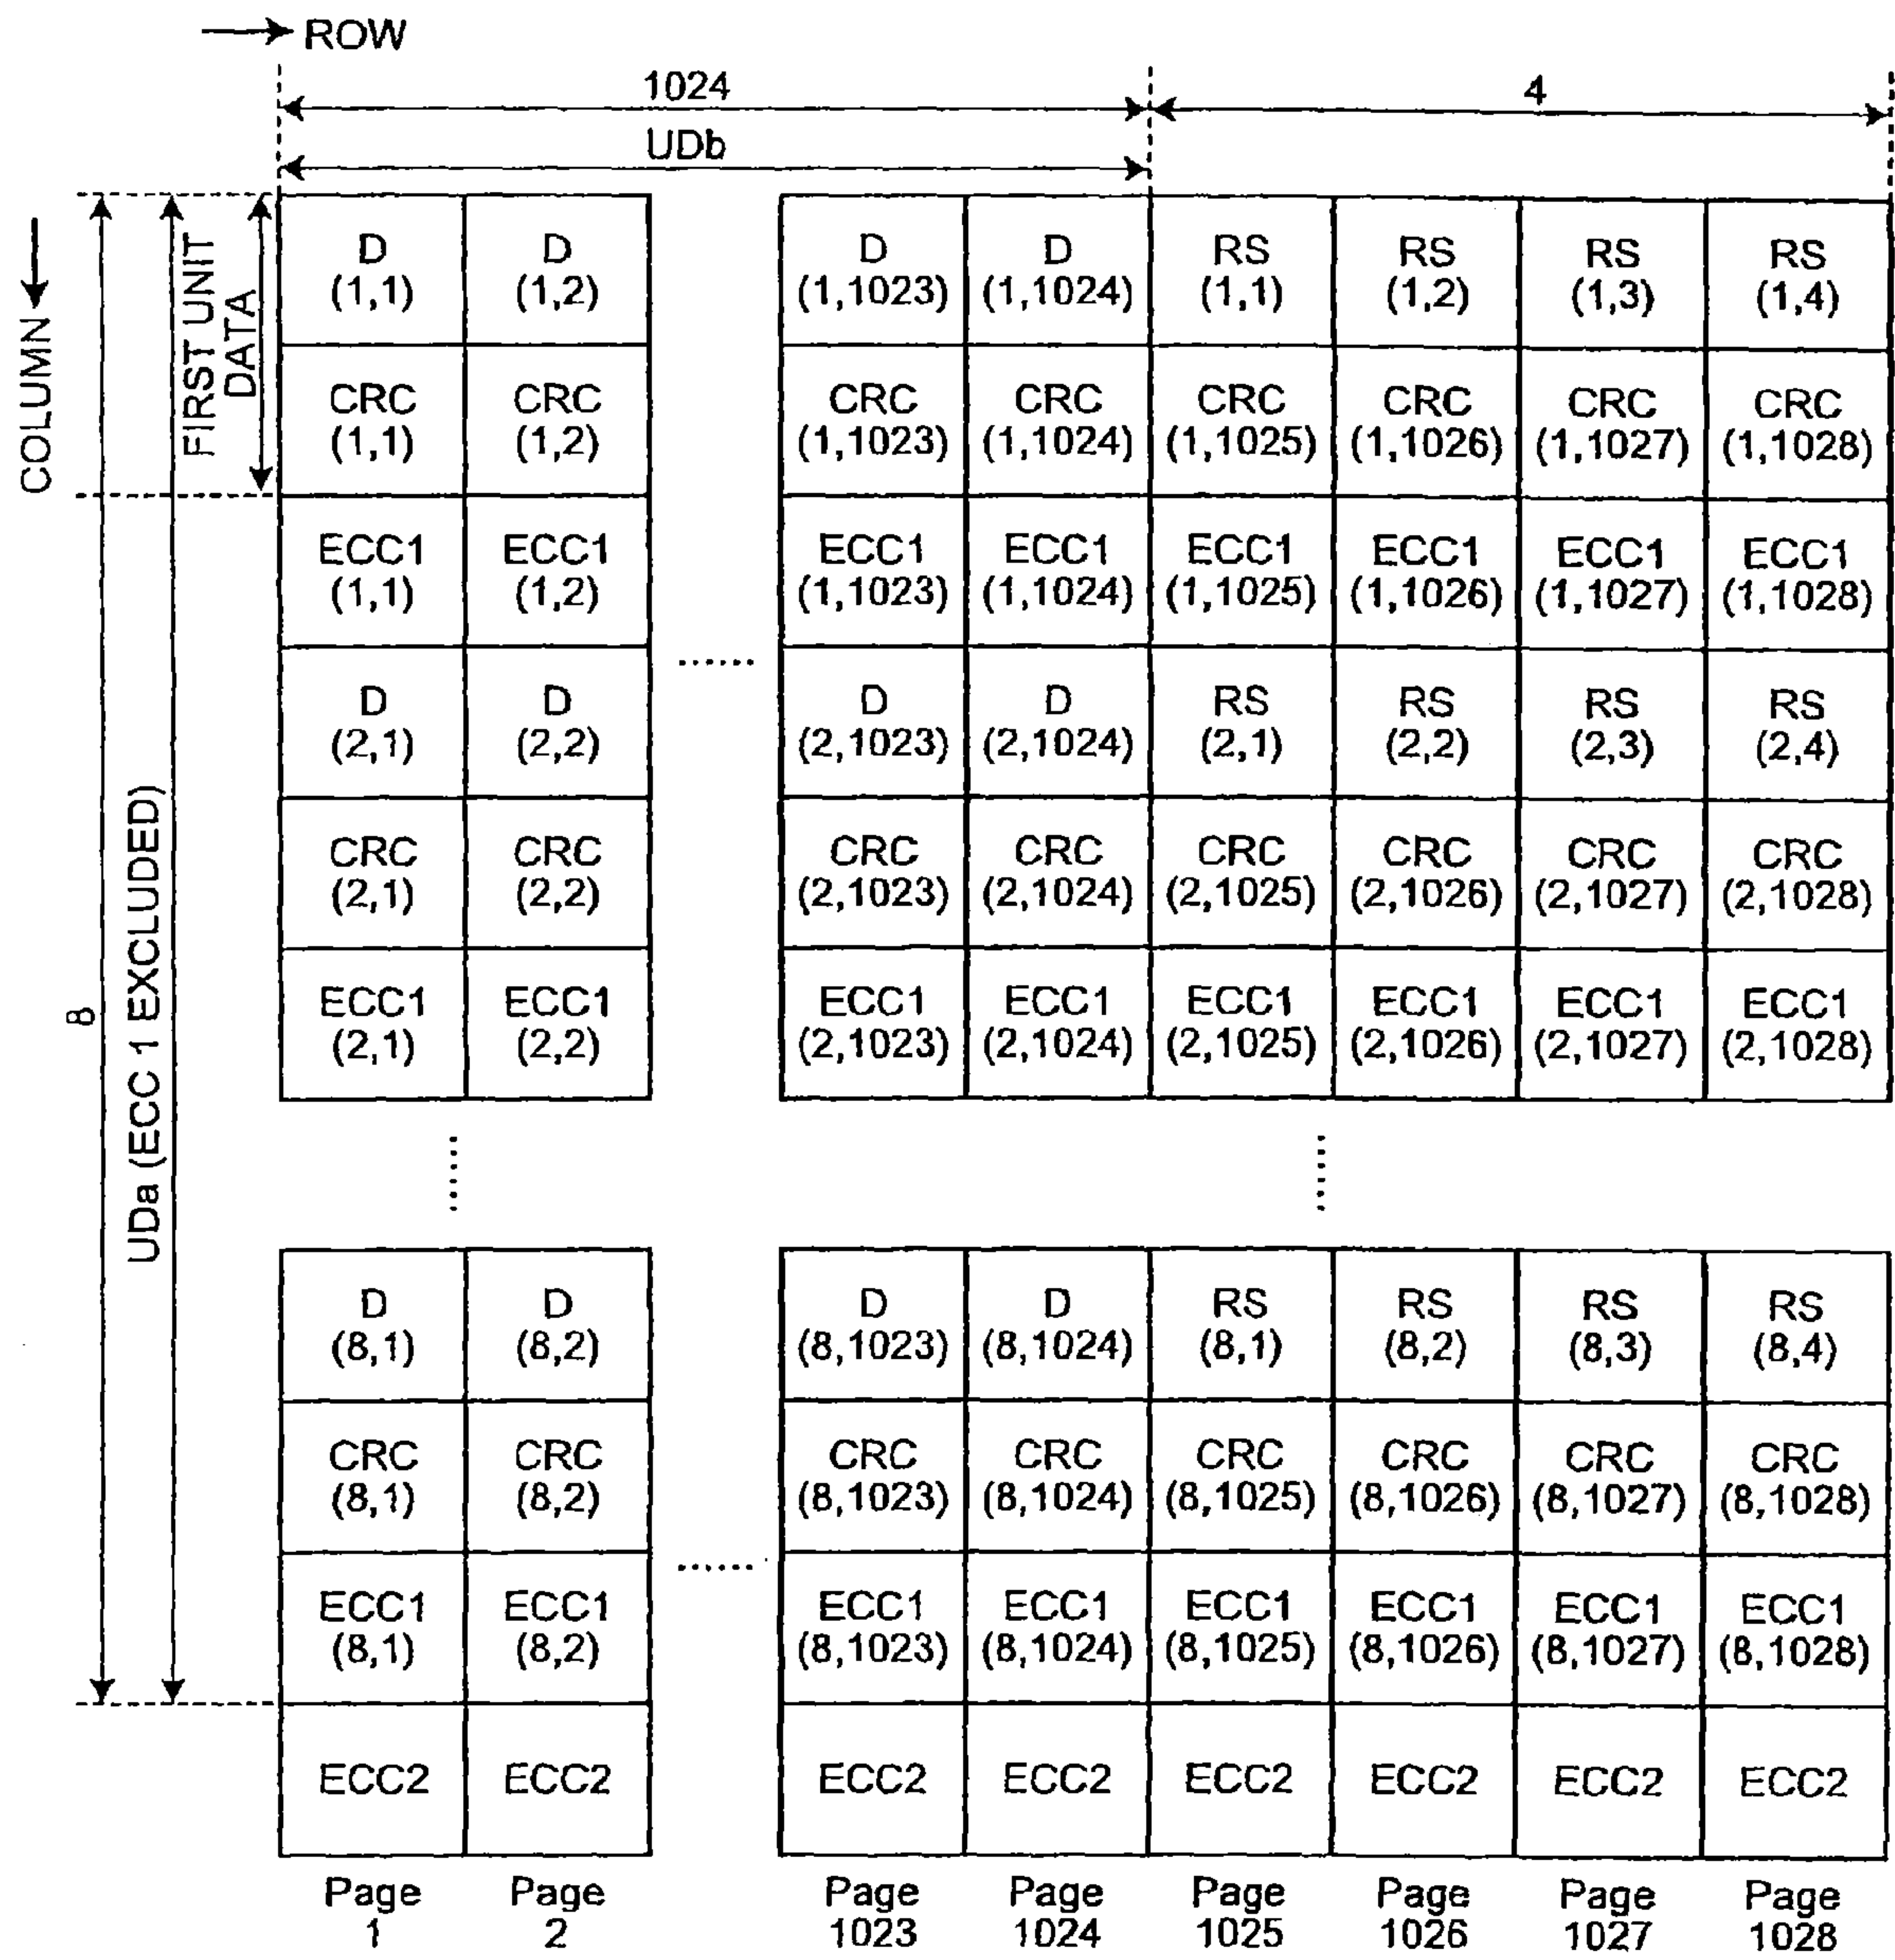 ROW
1024 4
UDb
COLUMN
8
UDa (ECC 1 EXCLUDED)
FIRST UNIT
DATA
D D D D RS RS RS RS
(1,1) (1,2) (1,1023) (1,1024) (1,1) (1,2) (1,3) (1,4)
CRC CRC CRC CRC CRC CRC CRC CRC
(1,1) (1,2) (1,1023) (1,1024) (1,1025) (1,1026) (1,1027) (1,1028)
ECC1 ECC1 ECC1 ECC1 ECC1 ECC1 ECC1 ECC1
(1,1) (1,2) (1,1023) (1,1024) (1,1025) (1,1026) (1,1027) (1,1028)
......
D D D D RS RS RS RS
(2,1) (2,2) (2,1023) (2,1024) (2,1) (2,2) (2,3) (2,4)
CRC CRC CRC CRC CRC CRC CRC CRC
(2,1) (2,2) (2,1023) (2,1024) (2,1025) (2,1026) (2,1027) (2,1028)
ECC1 ECC1 ECC1 ECC1 ECC1 ECC1 ECC1 ECC1
(2,1) (2,2) (2,1023) (2,1024) (2,1025) (2,1026) (2,1027) (2,1028)
...... ......
D D D D RS RS RS RS
(8,1) (8,2) (8,1023) (8,1024) (8,1) (8,2) (8,3) (8,4)
CRC CRC CRC CRC CRC CRC CRC CRC
(8,1) (8,2) (8,1023) (8,1024) (8,1025) (8,1026) (8,1027) (8,1028)
......
ECC1 ECC1 ECC1 ECC1 ECC1 ECC1 ECC1 ECC1
(8,1) (8,2) (8,1023) (8,1024) (8,1025) (8,1026) (8,1027) (8,1028)
ECC2 ECC2 ECC2 ECC2 ECC2 ECC2 ECC2 ECC2
Page Page Page Page Page Page Page Page
1 2 1023 1024 1025 1026 1027 1028